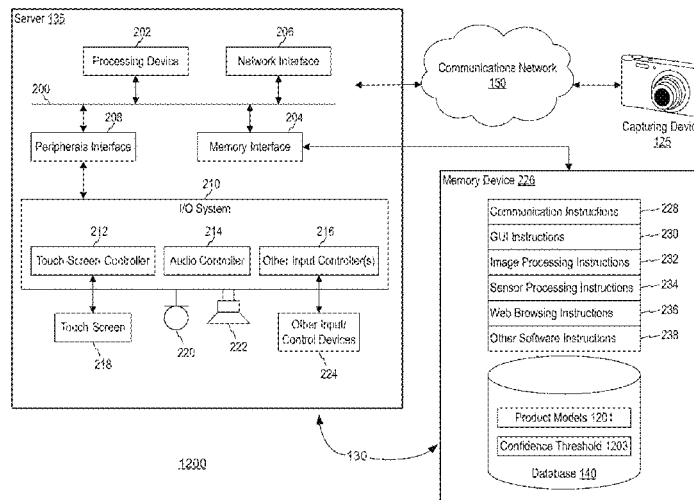 Server 135
202
Processing Device
206
Network Interface
200
208
Peripherals Interface
204
Memory Interface
210
I/O System
212
Touch-Screen Controller
214
Audio Controller
216
Other Input Controller(s)
Touch Screen
218
220
222
Other Input/
Control Devices
224
Communications Network
150
Capturing Device
125
Memory Device 226
Communication Instructions
228
GUI Instructions
230
Image Processing Instructions
232
Sensor Processing Instructions
234
Web Browsing Instructions
236
Other Software Instructions
238
Product Models 1201
Confidence Threshold 1203
Database 140
130
1200